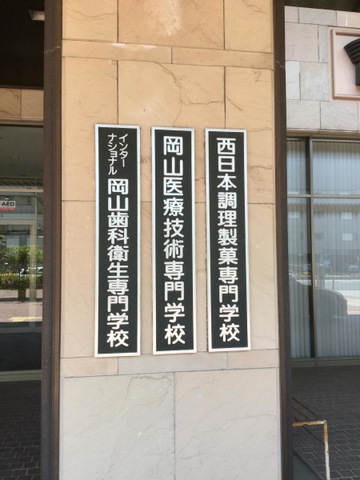 西日本調理製菓専門学校
岡山医療技術専門学校
インター
ナショナル
岡山歯科衛生専門学校
AED